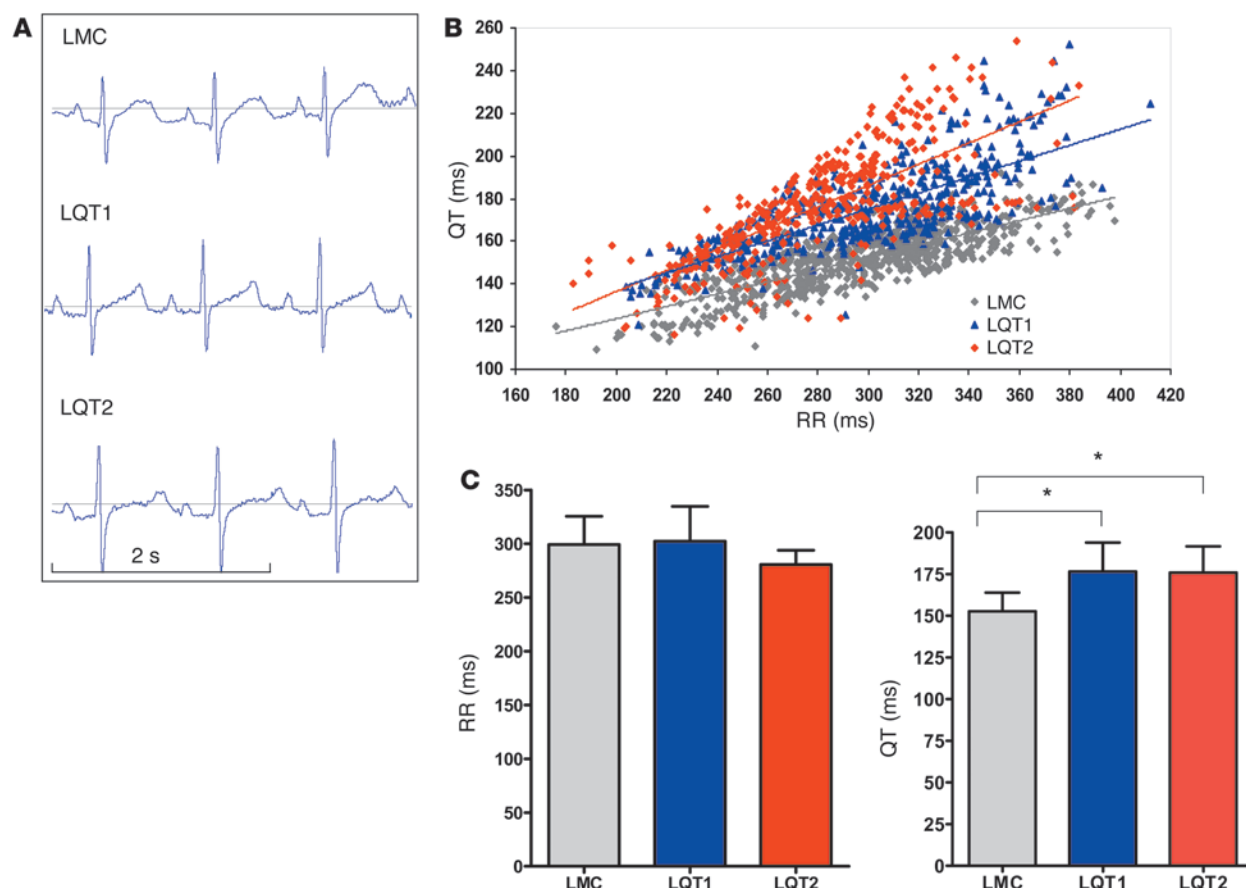 A
LMC
LQT1
LQT2
2 s
B
260
240
220
200
180
160
140
120
100
QT (ms)
160 180 200 220 240 260 280 300 320 340 360 380 400 420
RR (ms)
LMC
LQT1
LQT2
C
350
300
250
200
150
100
50
0
RR (ms)
LMC LQT1 LQT2
*
*
200
175
150
125
100
75
50
25
0
QT (ms)
LMC LQT1 LQT2